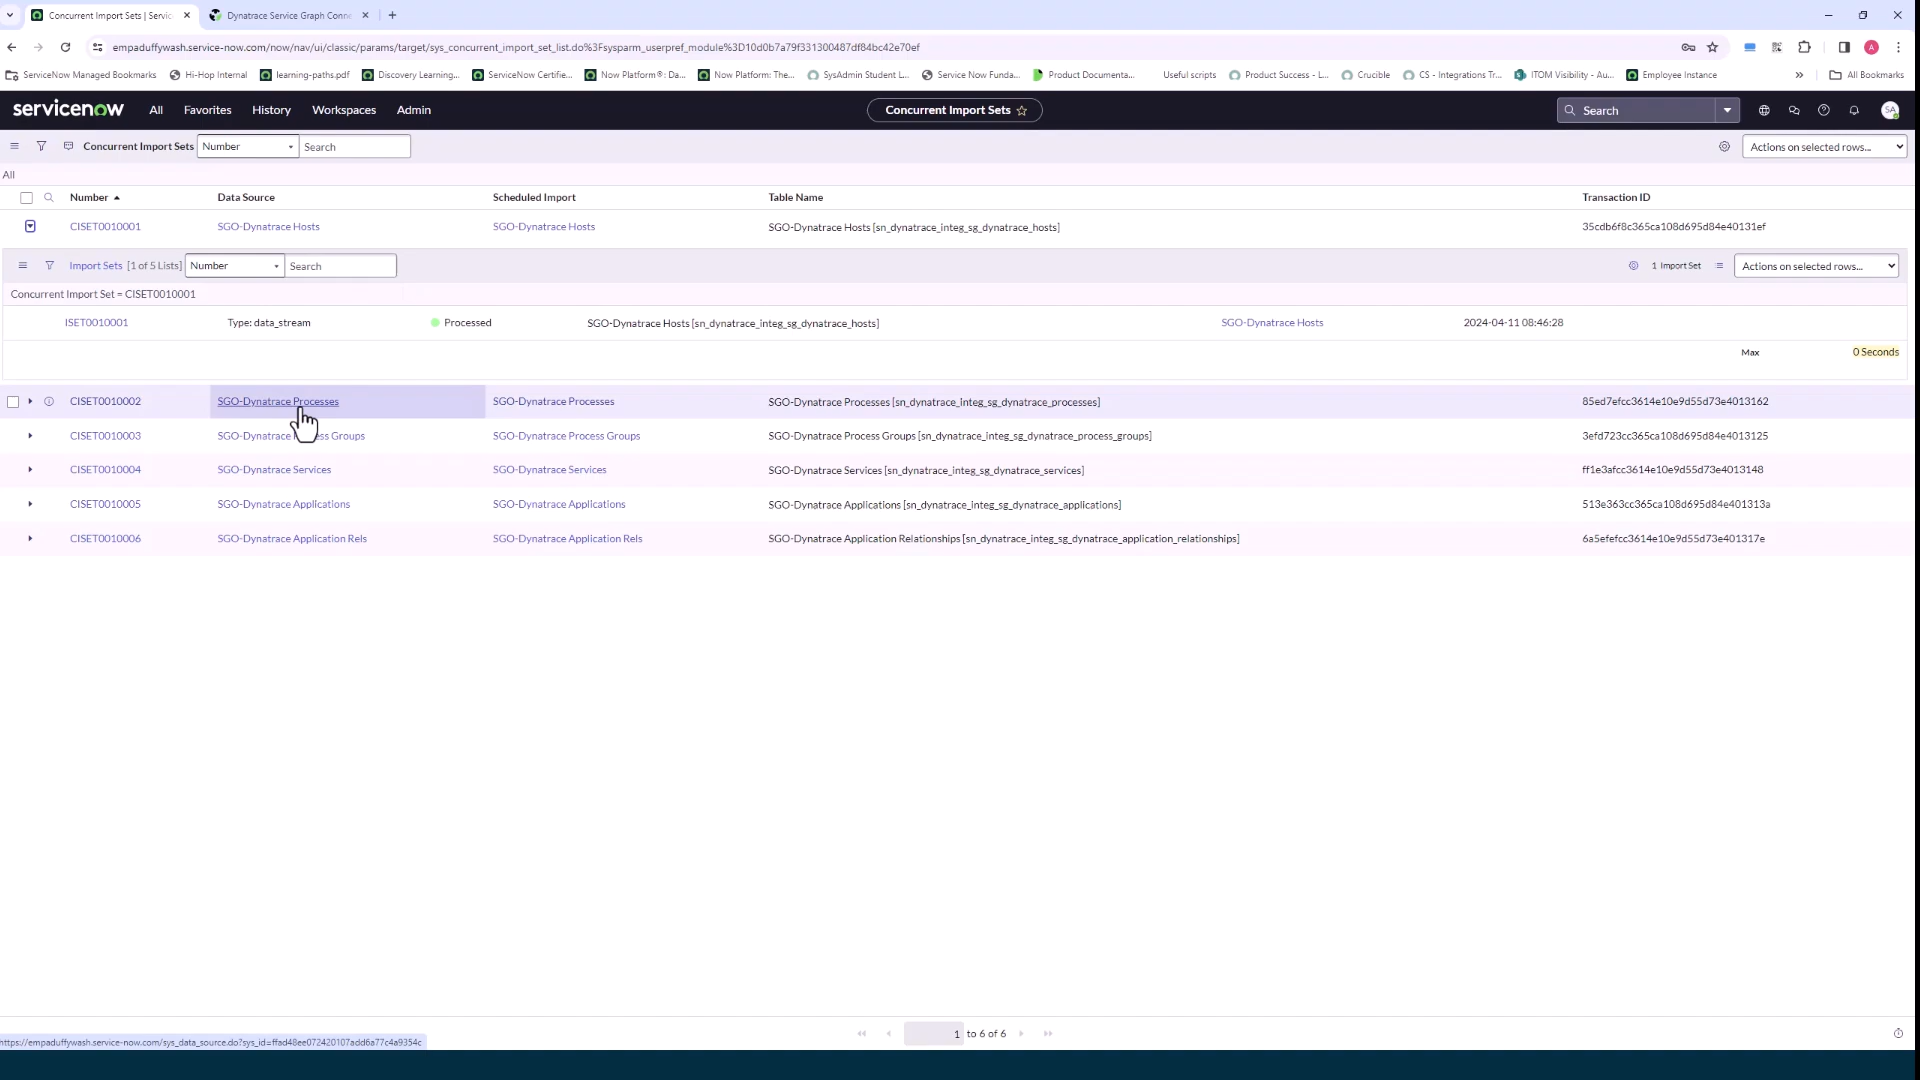 Concurrent Import Sets | Servic
Dynatrace Service Graph Conne
empaduffywash.service-now.com/now/nav/ui/classic/params/target/sys_concurrent_import_set_list.do%3Fsysparm_userpref_module%3D10d0b7a79f331300487df84bc42e70ef
A
ServiceNow Managed Bookmarks
Hi-Hop Internal
learning-paths.pdf
Discovery Learning...
ServiceNow Certifie...
Now Platform®: Da...
Now Platform: The...
SysAdmin Student L...
Service Now Funda...
Product Documenta...
Useful scripts
Product Success - L...
Crucible
CS - Integrations Tr...
ITOM Visibility - Au...
Employee Instance
»
All Bookmarks
servicenow
All
Favorites
History
Workspaces
Admin
Concurrent Import Sets
Search
SA
Concurrent Import Sets
Number
Search
Actions on selected rows...
All
Number
Data Source
Scheduled Import
Table Name
Transaction ID
CISET0010001
SGO-Dynatrace Hosts
SGO-Dynatrace Hosts
SGO-Dynatrace Hosts [sn_dynatrace_integ_sg_dynatrace_hosts]
35cdb6f8c365ca108d695d84e40131ef
Import Sets
[1 of 5 Lists]
Number
Search
1 Import Set
Actions on selected rows...
Concurrent Import Set = CISET0010001
ISET0010001
Type: data_stream
Processed
SGO-Dynatrace Hosts [sn_dynatrace_integ_sg_dynatrace_hosts]
SGO-Dynatrace Hosts
2024-04-11 08:46:28
Max
0 Seconds
CISET0010002
SGO-Dynatrace Processes
SGO-Dynatrace Processes
SGO-Dynatrace Processes [sn_dynatrace_integ_sg_dynatrace_processes]
85ed7efcc3614e10e9d55d73e4013162
CISET0010003
SGO-Dynatrace ess Groups
SGO-Dynatrace Process Groups
SGO-Dynatrace Process Groups [sn_dynatrace_integ_sg_dynatrace_process_groups]
3efd723cc365ca108d695d84e4013125
CISET0010004
SGO-Dynatrace Services
SGO-Dynatrace Services
SGO-Dynatrace Services [sn_dynatrace_integ_sg_dynatrace_services]
ff1e3afcc3614e10e9d55d73e4013148
CISET0010005
SGO-Dynatrace Applications
SGO-Dynatrace Applications
SGO-Dynatrace Applications [sn_dynatrace_integ_sg_dynatrace_applications]
513e363cc365ca108d695d84e401313a
CISET0010006
SGO-Dynatrace Application Rels
SGO-Dynatrace Application Rels
SGO-Dynatrace Application Relationships [sn_dynatrace_integ_sg_dynatrace_application_relationships]
6a5efefcc3614e10e9d55d73e401317e
1 to 6 of 6
https://empaduffywash.service-now.com/sys_data_source.do?sys_id=ffad48ee072420107add6a77c4a9354c